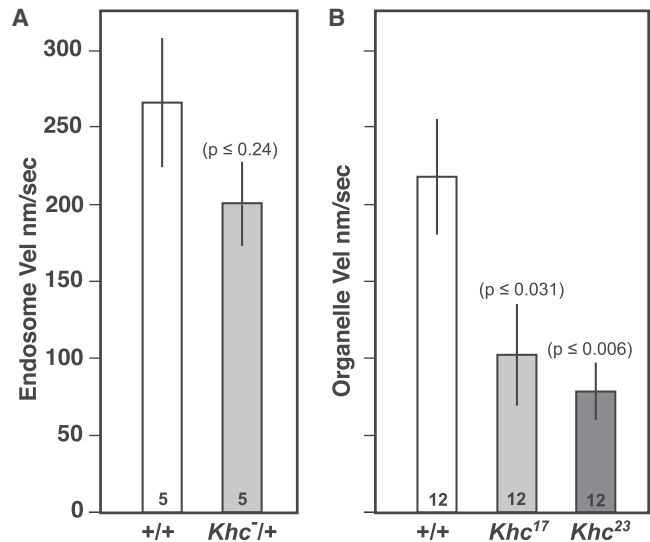 A
B
Endosome Vel nm/sec
300
250
200
150
100
50
0
(p ≤ 0.24)
5
5
+/+
Khc⁻/+
Organelle Vel nm/sec
(p ≤ 0.031)
(p ≤ 0.006)
12
12
12
+/+
Khc¹⁷
Khc²³